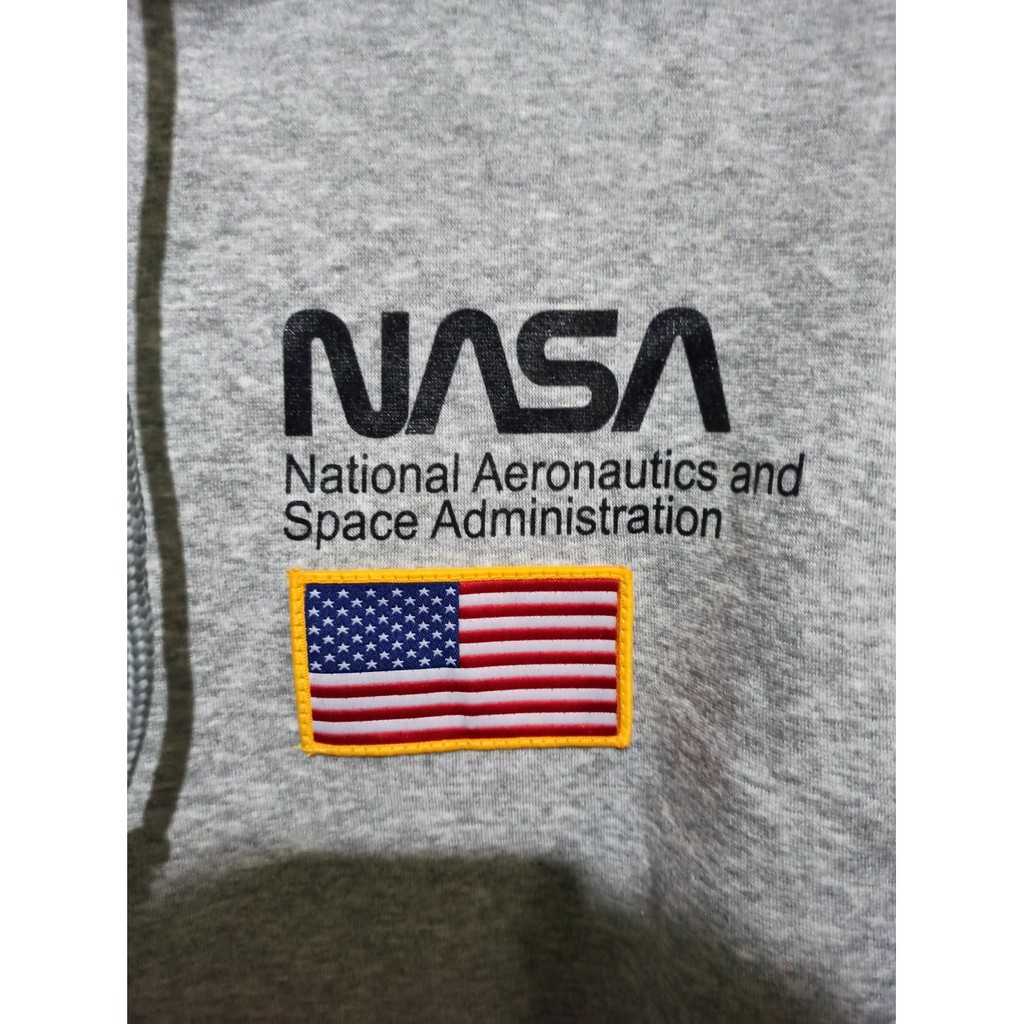 NASA
National Aeronautics and
Space Administration